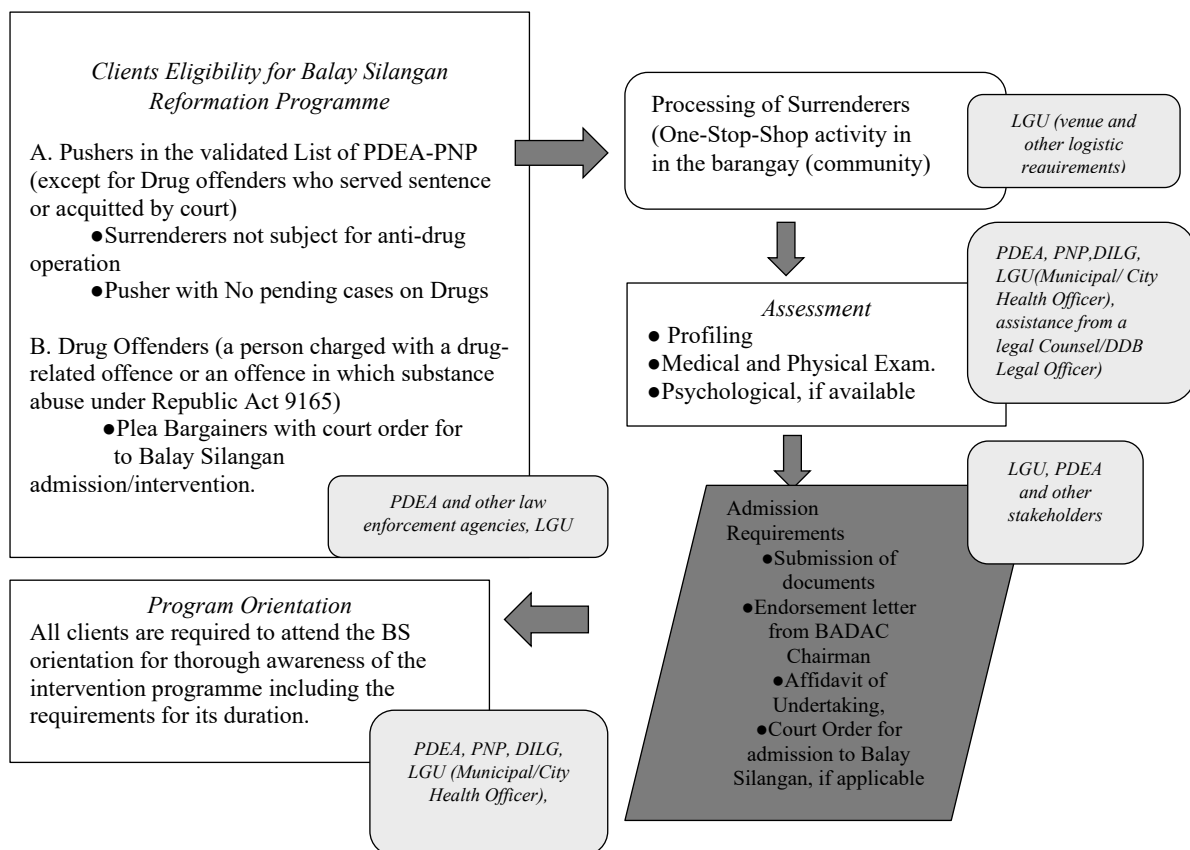 Clients Eligibility for Balay Silangan
Reformation Programme
A. Pushers in the validated List of PDEA-PNP
(except for Drug offenders who served sentence
or acquitted by court)
●Surrenderers not subject for anti-drug
operation
●Pusher with No pending cases on Drugs
B. Drug Offenders (a person charged with a drug-
related offence or an offence in which substance
abuse under Republic Act 9165)
●Plea Bargainers with court order for
to Balay Silangan
admission/intervention.
PDEA and other law
enforcement agencies, LGU
Processing of Surrenderers
(One-Stop-Shop activity in
in the barangay (community)
LGU (venue and
other logistic
requirements)
Assessment
● Profiling
●Medical and Physical Exam.
●Psychological, if available
PDEA, PNP,DILG,
LGU(Municipal/ City
Health Officer),
assistance from a
legal Counsel/DDB
Legal Officer)
Admission
Requirements
●Submission of
documents
●Endorsement letter
from BADAC
Chairman
●Affidavit of
Undertaking,
●Court Order for
admission to Balay
Silangan, if applicable
LGU, PDEA
and other
stakeholders
Program Orientation
All clients are required to attend the BS
orientation for thorough awareness of the
intervention programme including the
requirements for its duration.
PDEA, PNP, DILG,
LGU (Municipal/City
Health Officer),